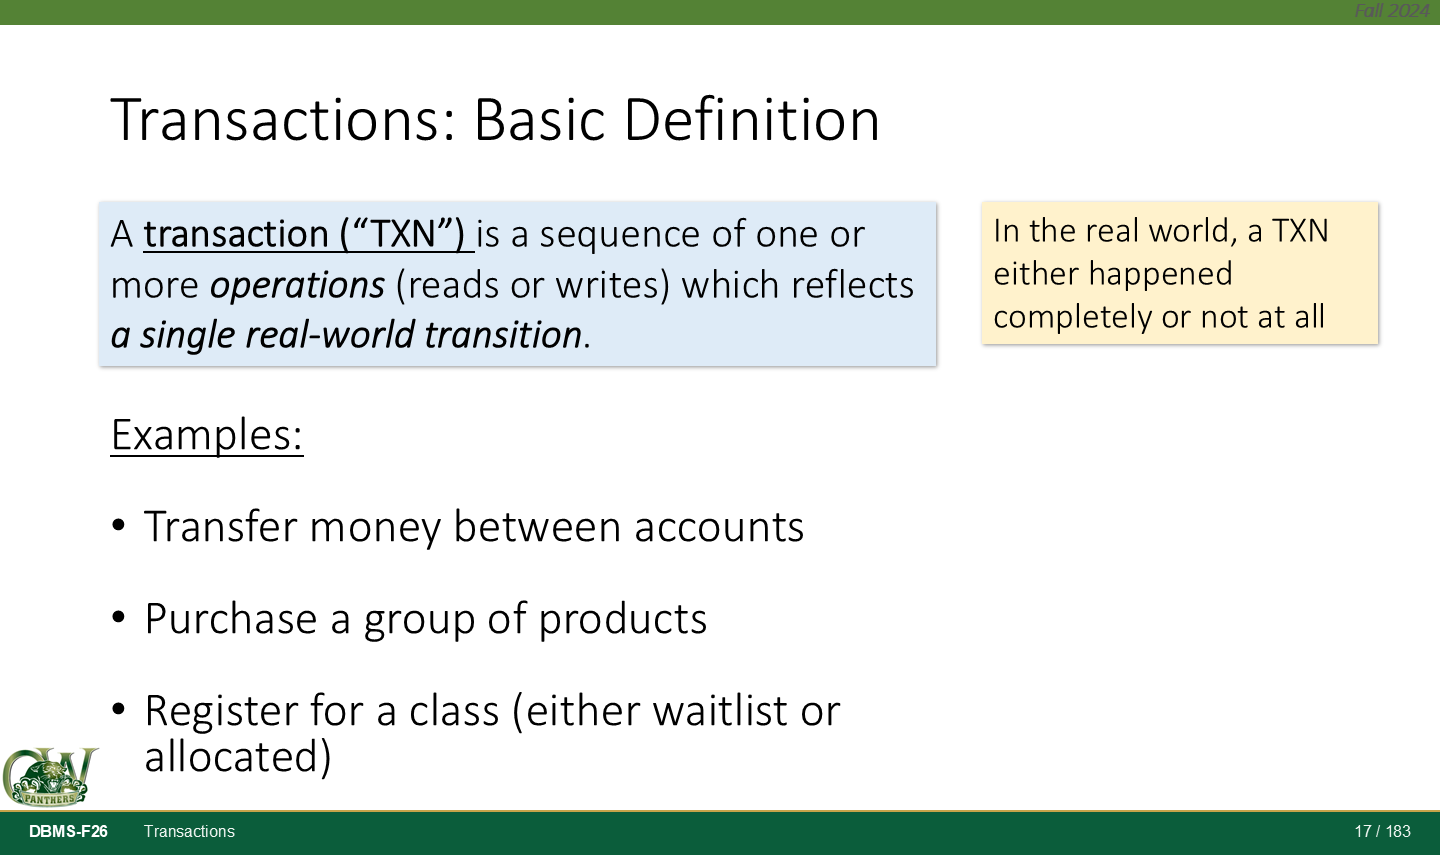 Fall 2024
Transactions: Basic Definition
A transaction (“TXN”) is a sequence of one or
more operations (reads or writes) which reflects
a single real-world transition.
In the real world, a TXN
either happened
completely or not at all
Examples:
• Transfer money between accounts
• Purchase a group of products
• Register for a class (either waitlist or
allocated)
OW
PANTHERS
DBMS-F26 Transactions 17 / 183